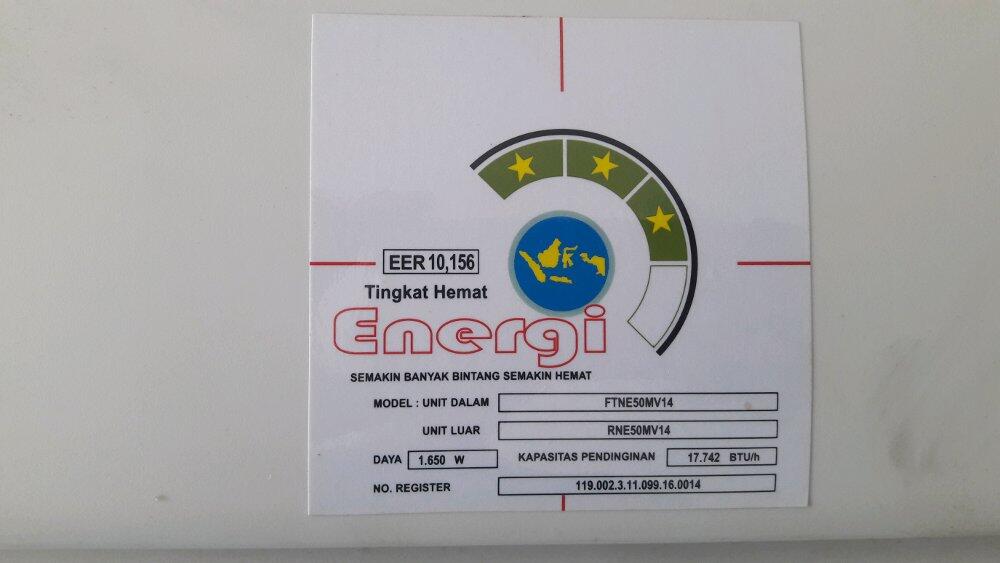 EER 10,156
Tingkat Hemat
Energi
SEMAKIN BANYAK BINTANG SEMAKIN HEMAT
MODEL : UNIT DALAM FTNE50MV14
UNIT LUAR RNE50MV14
DAYA 1.650 W KAPASITAS PENDINGINAN 17.742 BTU/h
NO. REGISTER 119.002.3.11.099.16.0014